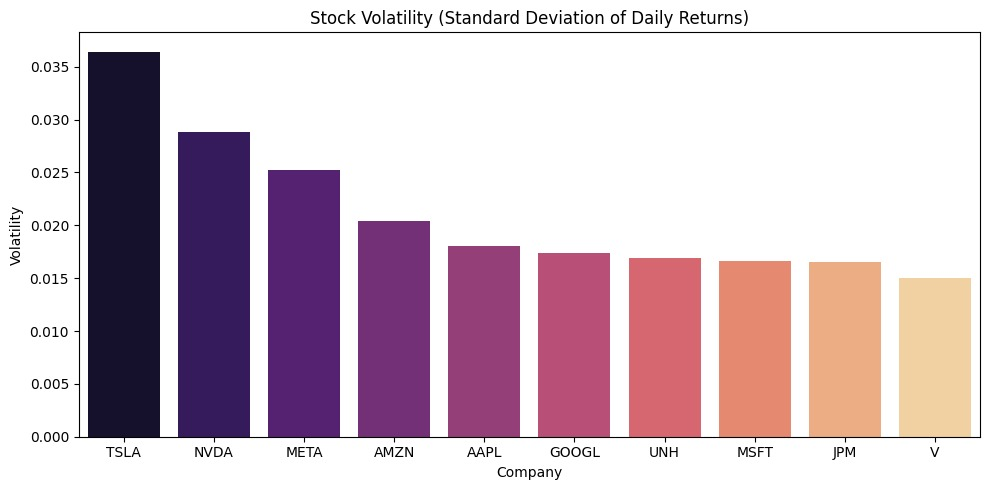 Stock Volatility (Standard Deviation of Daily Returns)
Volatility
0.035
0.030
0.025
0.020
0.015
0.010
0.005
0.000
TSLA NVDA META AMZN AAPL GOOGL UNH MSFT JPM V
Company